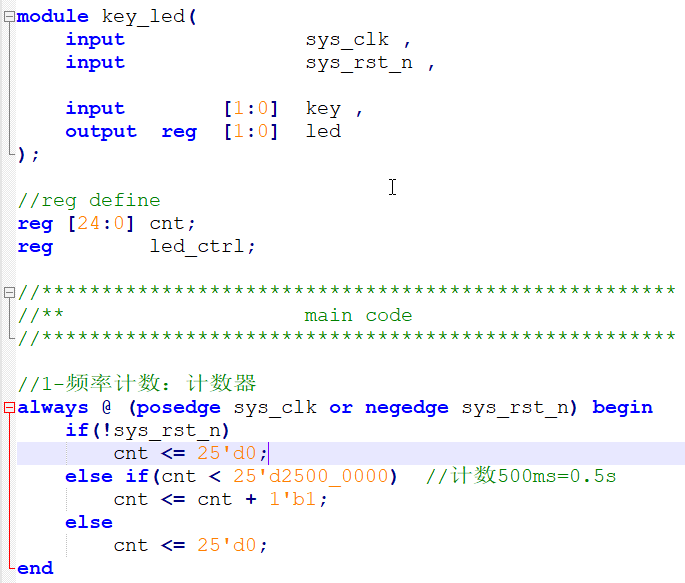 module key_led(
    input               sys_clk ,
    input               sys_rst_n ,
    input        [1:0]  key ,
    output  reg  [1:0]  led
);
//reg define
reg [24:0] cnt;
reg        led_ctrl;
//*****************************************************
//**                    main code
//*****************************************************
//1-频率计数：计数器
always @ (posedge sys_clk or negedge sys_rst_n) begin
    if(!sys_rst_n)
        cnt <= 25'd0;
    else if(cnt < 25'd2500_0000)  //计数500ms=0.5s
        cnt <= cnt + 1'b1;
    else
        cnt <= 25'd0;
end